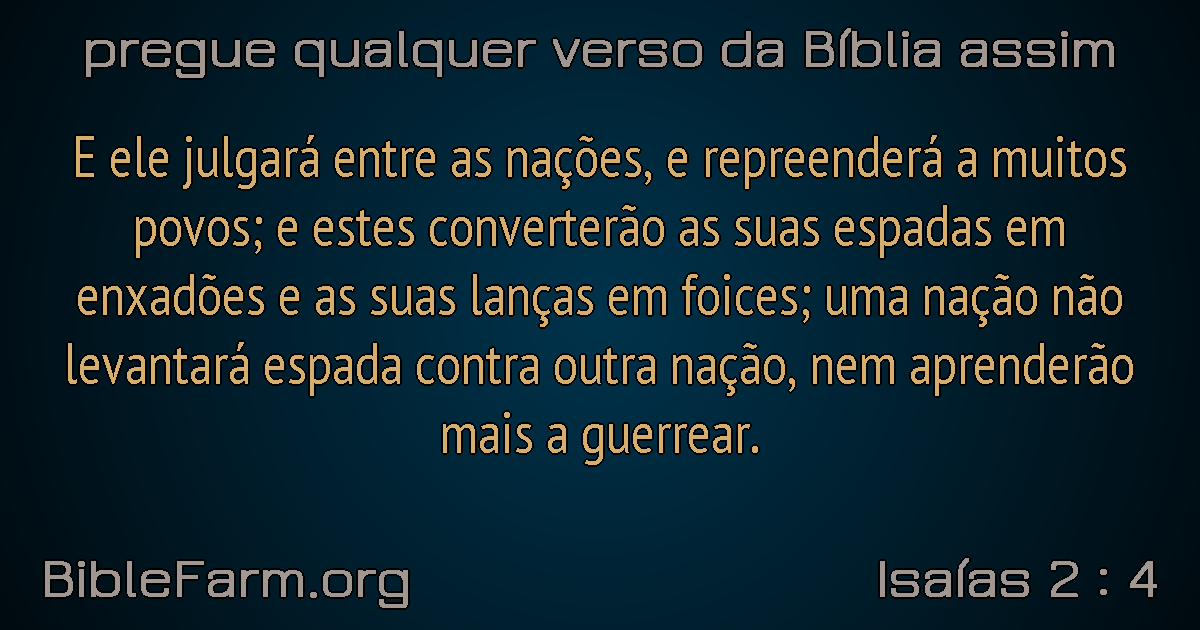 pregue qualquer verso da Bíblia assim
E ele julgará entre as nações, e repreenderá a muitos
povos; e estes converterão as suas espadas em
enxadões e as suas lanças em foices; uma nação não
levantará espada contra outra nação, nem aprenderão
mais a guerrear.
BibleFarm.org
Isaías 2 : 4